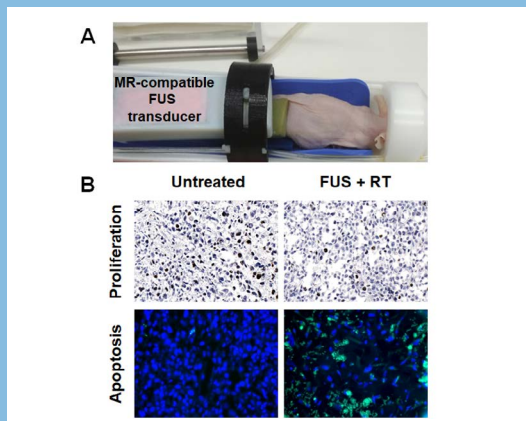 A
MR-compatible
FUS
transducer
B
Untreated
FUS + RT
Proliferation
Apoptosis